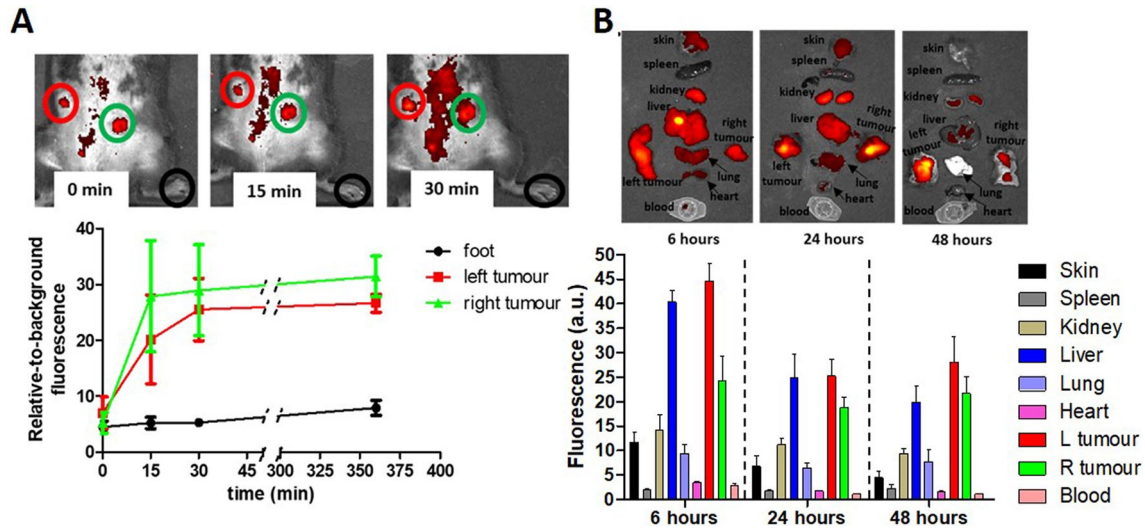 A
0 min
15 min
30 min
Relative-to-background
fluorescence
40
30
20
10
0
0
15
30
45
300
350
400
time (min)
foot
left tumour
right tumour
B
skin
spleen
kidney
liver
right
tumour
left tumour
lung
heart
blood
6 hours
skin
spleen
kidney
liver
right
tumour
left
tumour
lung
heart
blood
24 hours
skin
spleen
kidney
liver
left
tumour
right
tumour
lung
heart
blood
48 hours
Fluorescence (a.u.)
50
45
40
35
30
25
20
15
10
5
0
6 hours
24 hours
48 hours
Skin
Spleen
Kidney
Liver
Lung
Heart
L tumour
R tumour
Blood